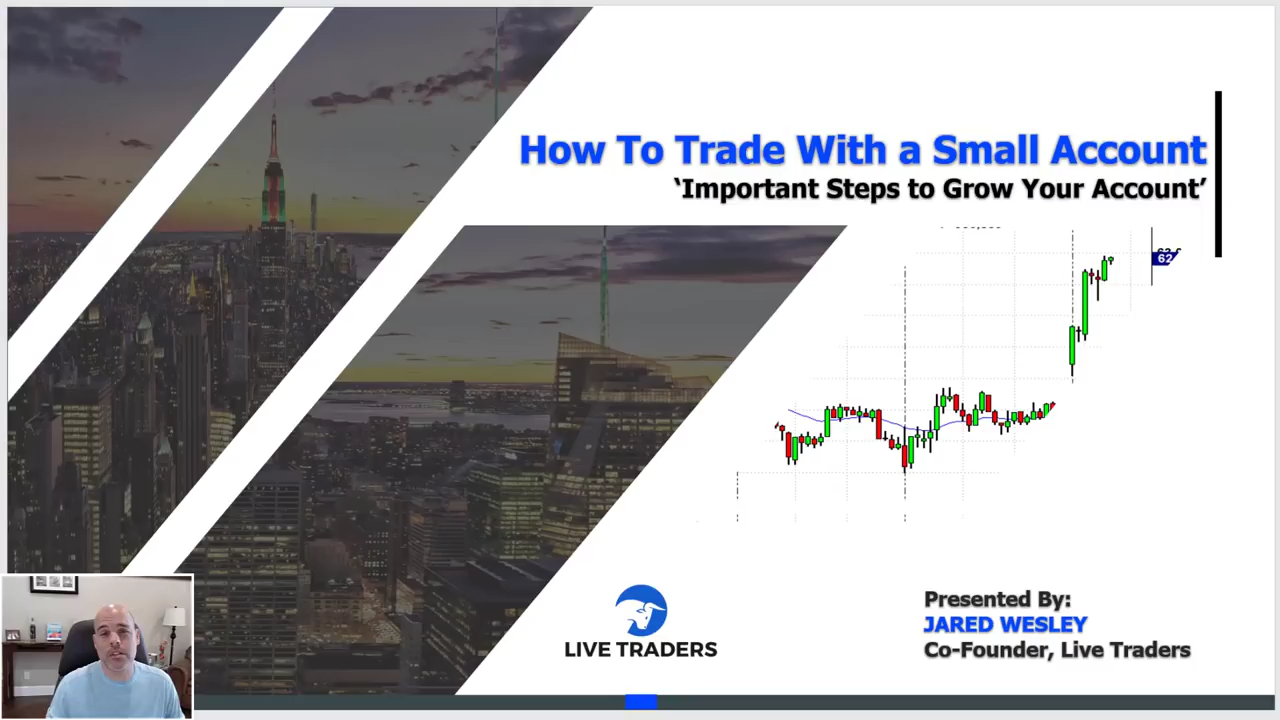 How To Trade With a Small Account
‘Important Steps to Grow Your Account’
62
LIVE TRADERS
Presented By:
JARED WESLEY
Co-Founder, Live Traders